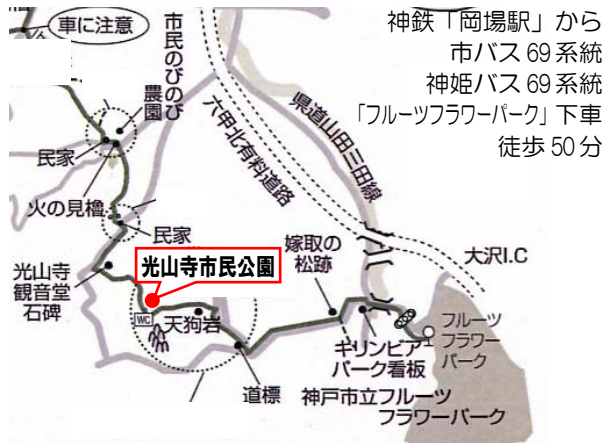 車に注意
神鉄「岡場駅」から
市バス69系統
神姫バス69系統
「フルーツフラワーパーク」下車
徒歩50分
市民のびのび
農園
六甲北有料道路
県道山田三田線
民家
火の見櫓
民家
光山寺
観音堂
石碑
光山寺市民公園
嫁取の
松跡
大沢I.C
WC
天狗岩
フルーツ
フラワー
パーク
キリンビア
パーク看板
道標
神戸市立フルーツ
フラワーパーク